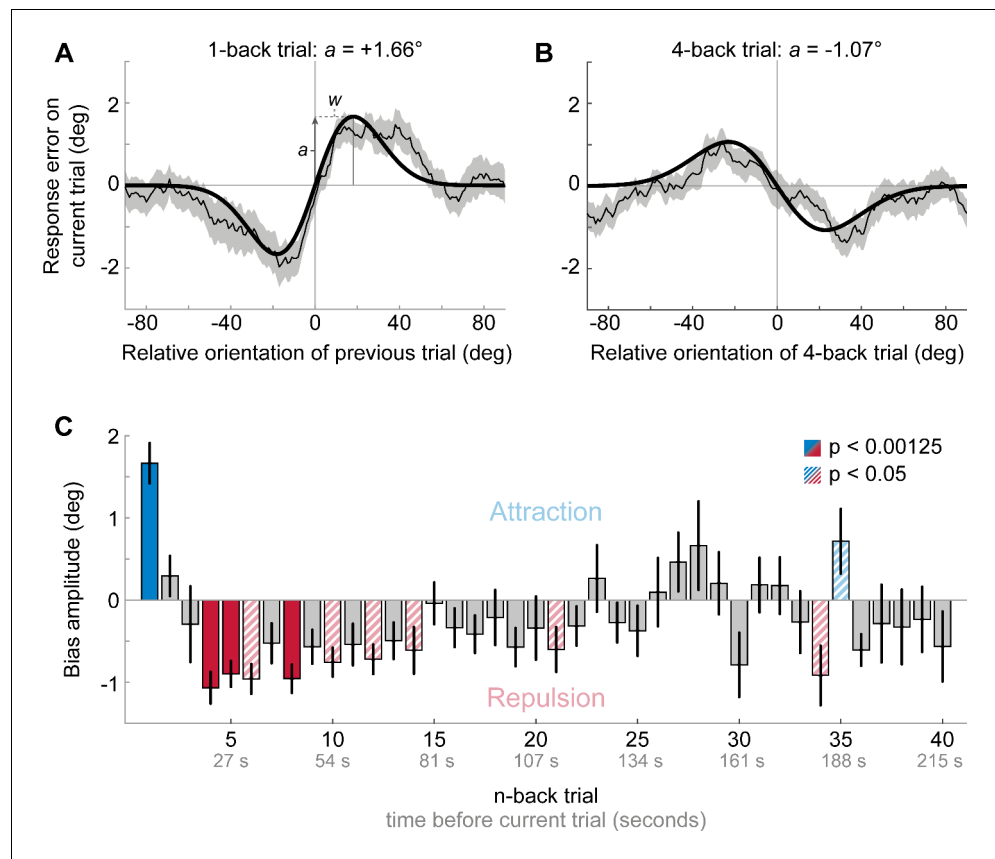 A
1-back trial: a = +1.66°
Response error on
current trial (deg)
2
0
-2
w
a
-80
-40
0
40
80
Relative orientation of previous trial (deg)
B
4-back trial: a = -1.07°
2
0
-2
-80
-40
0
40
80
Relative orientation of 4-back trial (deg)
C
Bias amplitude (deg)
2
1
0
-1
p < 0.00125
p < 0.05
Attraction
Repulsion
5 10 15 20 25 30 35 40
27 s 54 s 81 s 107 s 134 s 161 s 188 s 215 s
n-back trial
time before current trial (seconds)